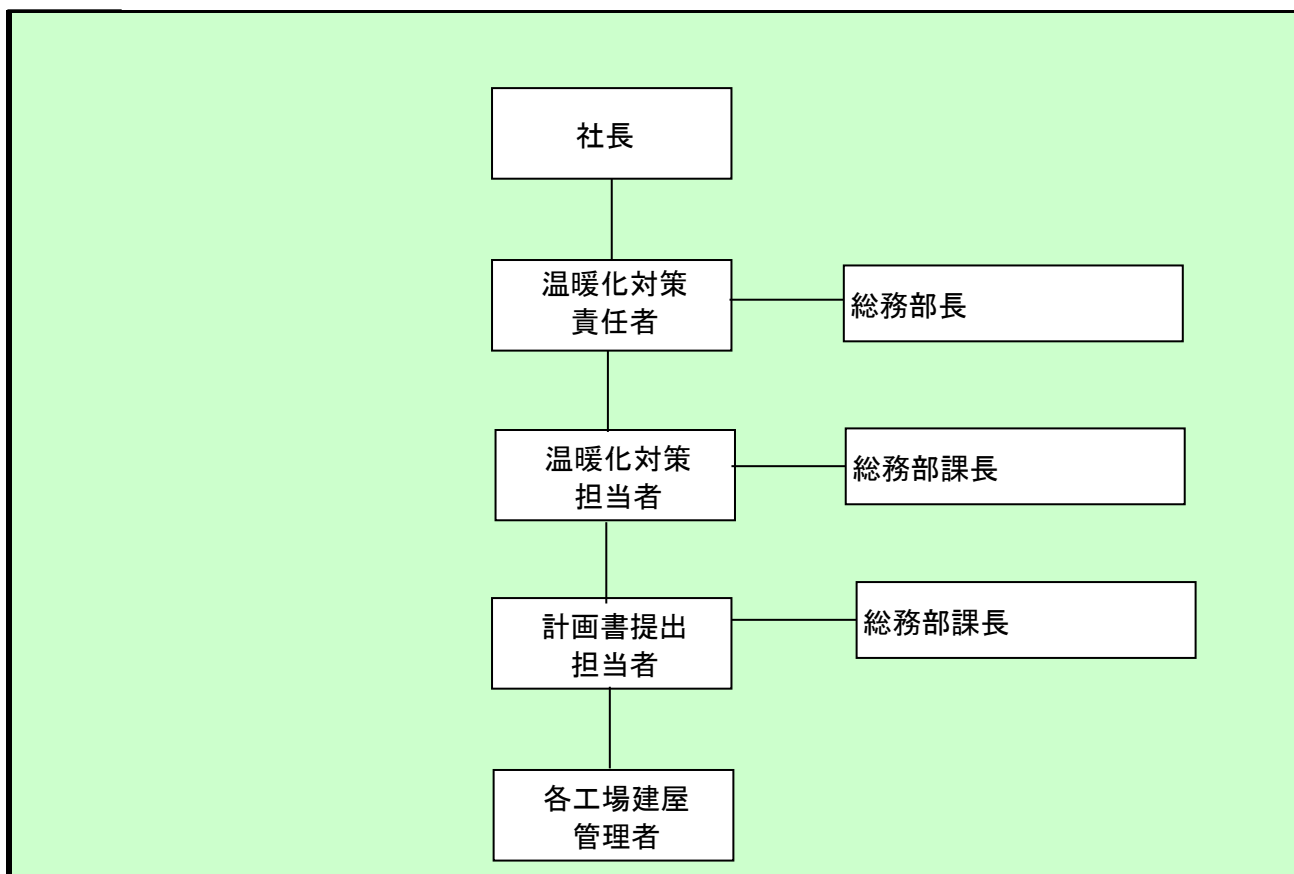 社長
温暖化対策
責任者
総務部長
温暖化対策
担当者
総務部課長
計画書提出
担当者
総務部課長
各工場建屋
管理者